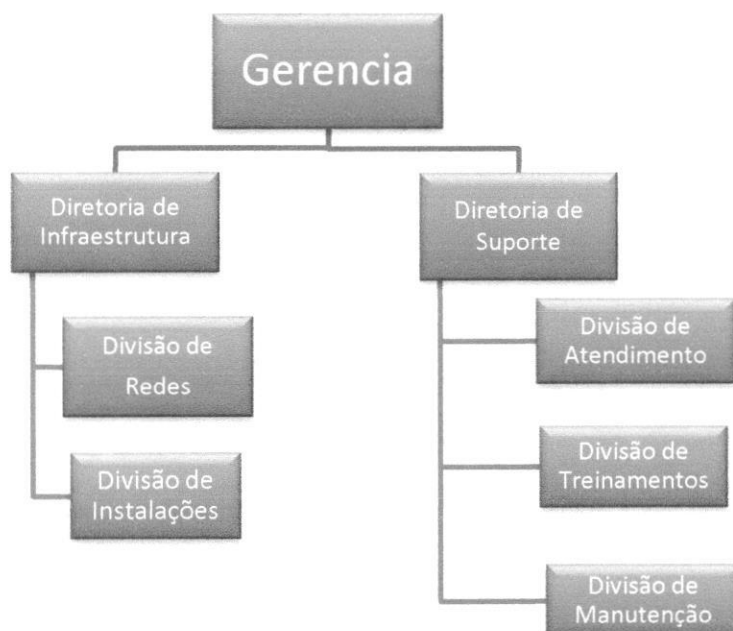 Gerencia
Diretoria de
Infraestrutura
Divisão de
Redes
Divisão de
Instalações
Diretoria de
Suporte
Divisão de
Atendimento
Divisão de
Treinamentos
Divisão de
Manutenção